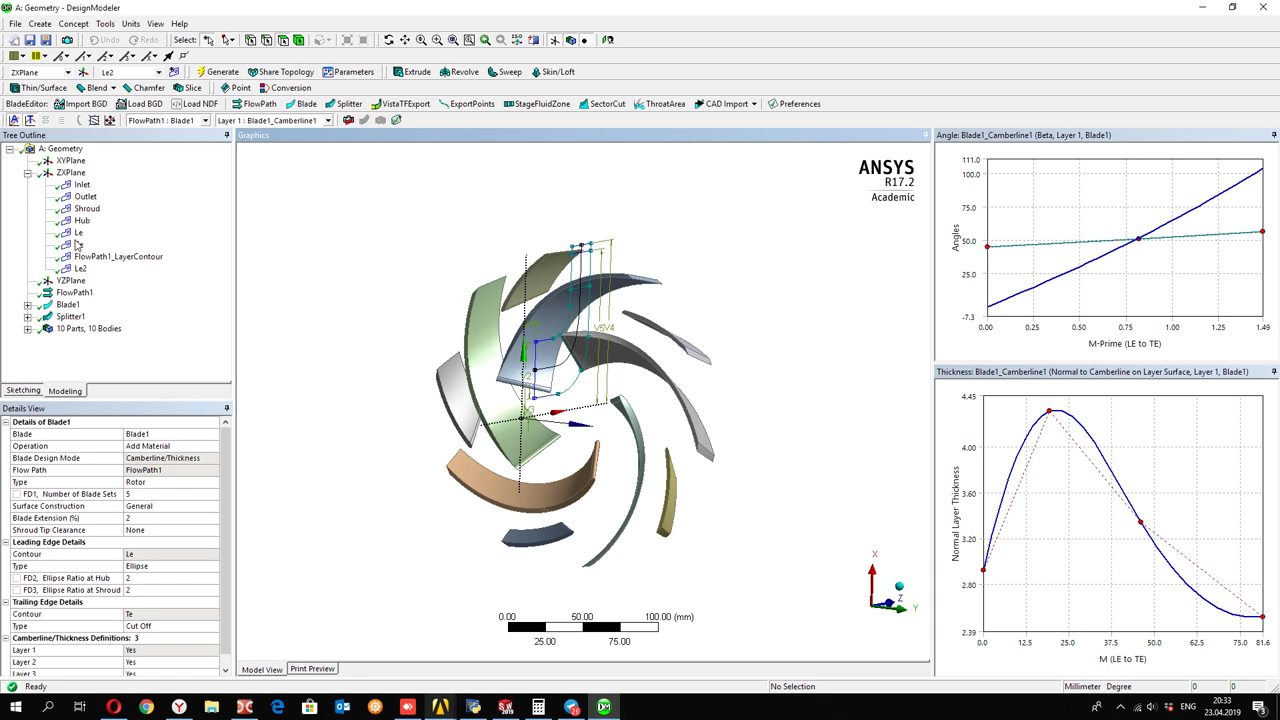 A: Geometry - DesignModeler
File Create Concept Tools Units View Help
Undo Redo Select:
ZXPlane Le2 Generate Share Topology Parameters Extrude Revolve Sweep Skin/Loft
Thin/Surface Blend Chamfer Slice Point Conversion
BladeEditor: Import BGD Load BGD Load NDF FlowPath Blade Splitter VistaTFExport ExportPoints StageFluidZone SectorCut ThroatArea CAD Import Preferences
FlowPath1 : Blade1 Layer 1 : Blade1_Camberline1
Tree Outline
A: Geometry
XYPlane
ZXPlane
Inlet
Outlet
Shroud
Hub
Le
FlowPath1_LayerContour
Le2
YZPlane
FlowPath1
Blade1
Splitter1
10 Parts, 10 Bodies
Sketching Modeling
Details View
Details of Blade1
Blade Blade1
Operation Add Material
Blade Design Mode Camberline/Thickness
Flow Path FlowPath1
Type Rotor
FD1, Number of Blade Sets 5
Surface Construction General
Blade Extension (%) 2
Shroud Tip Clearance None
Leading Edge Details
Contour Le
Type Ellipse
FD2, Ellipse Ratio at Hub 2
FD3, Ellipse Ratio at Shroud 2
Trailing Edge Details
Contour Te
Type Cut Off
Camberline/Thickness Definitions: 3
Layer 1 Yes
Layer 2 Yes
Layer 3 Yes
Graphics
ANSYS
R17.2
Academic
V5V4
X
Z
Y
0.00 50.00 100.00 (mm)
25.00 75.00
Model View Print Preview
Angle: Blade1_Camberline1 (Beta, Layer 1, Blade1)
111.0
100.0
75.0
50.0
25.0
-7.3
Angles
0.00 0.25 0.50 0.75 1.00 1.25 1.49
M-Prime (LE to TE)
Thickness: Blade1_Camberline1 (Normal to Camberline on Layer Surface, Layer 1, Blade1)
4.45
4.00
3.60
3.20
2.80
2.39
Normal Layer Thickness
0.0 12.5 25.0 37.5 50.0 62.5 75.0 81.6
M (LE to TE)
Ready No Selection Millimeter Degree 0 0
ENG 20:33
23.04.2019